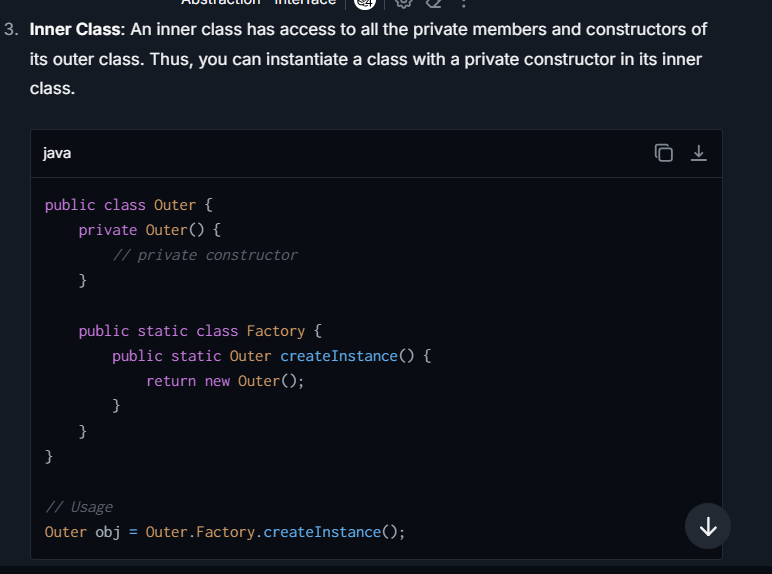 Abstraction Interface
3. Inner Class: An inner class has access to all the private members and constructors of
its outer class. Thus, you can instantiate a class with a private constructor in its inner
class.
java
public class Outer {
    private Outer() {
        // private constructor
    }
    public static class Factory {
        public static Outer createInstance() {
            return new Outer();
        }
    }
}
// Usage
Outer obj = Outer.Factory.createInstance();